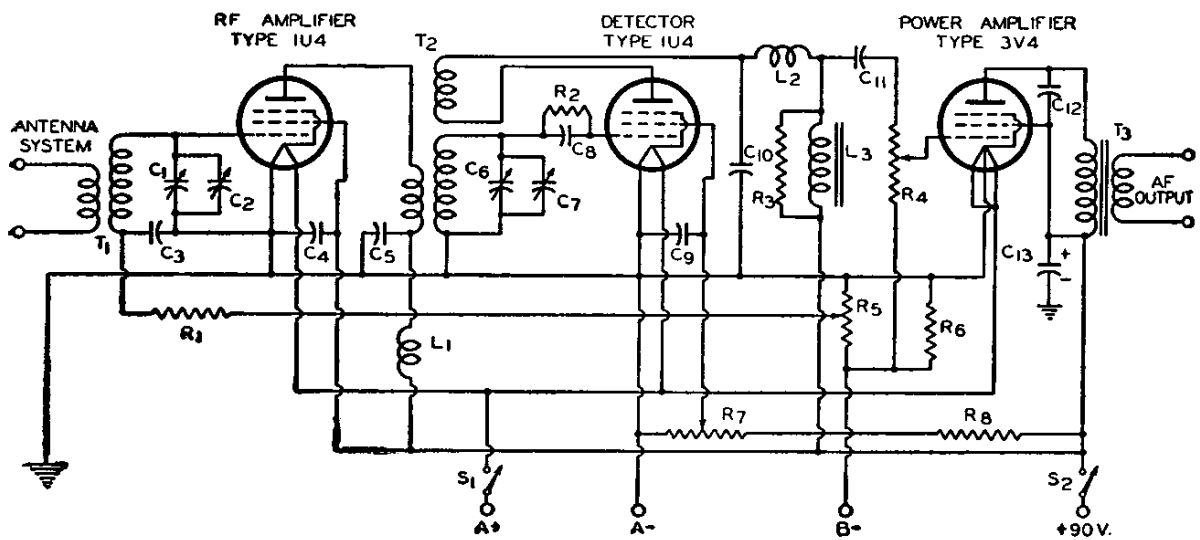 RF AMPLIFIER
TYPE 1U4
DETECTOR
TYPE 1U4
POWER AMPLIFIER
TYPE 3V4
ANTENNA
SYSTEM
T1
T2
T3
C1
C2
C3
C4
C5
C6
C7
R2
C8
C9
C10
L2
C11
R3
L3
R4
C12
C13
+
-
AF
OUTPUT
R1
L1
R5
R6
R7
R8
S1
S2
A+
A-
B-
+90 V.